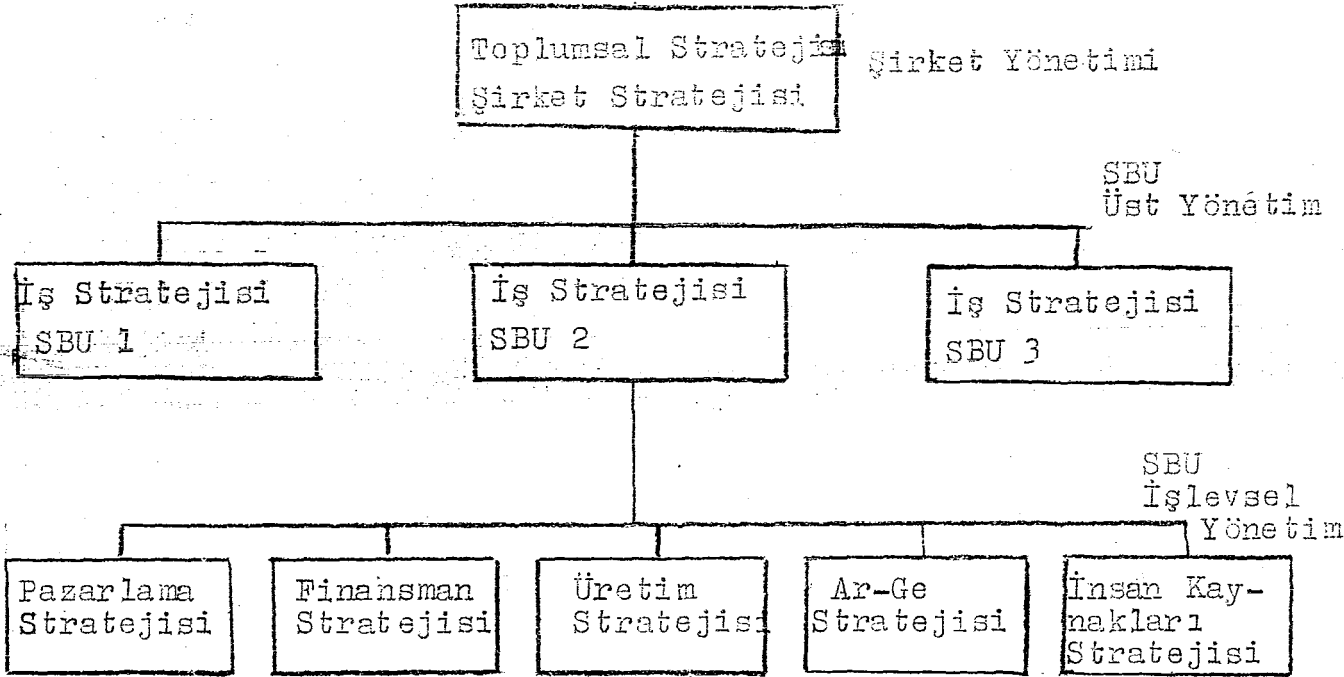 Toplumsal Stratejisi
Şirket Stratejisi
Şirket Yönetimi
SBU
Üst Yönetim
İş Stratejisi
SBU 1
İş Stratejisi
SBU 2
İş Stratejisi
SBU 3
SBU
İşlevsel
Yönetim
Pazarlama
Stratejisi
Finansman
Stratejisi
Üretim
Stratejisi
Ar-Ge
Stratejisi
İnsan Kay-
nakları
Stratejisi